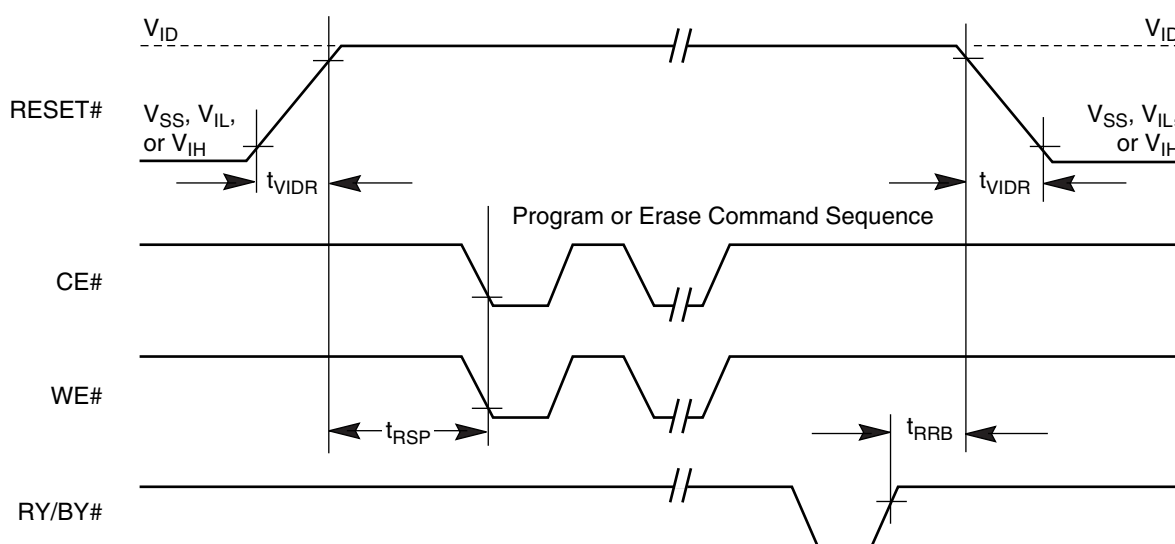 V_ID V_ID
RESET#
V_SS, V_IL, or V_IH
V_SS, V_IL, or V_IH
t_VIDR t_VIDR
Program or Erase Command Sequence
CE#
WE#
t_RSP t_RRB
RY/BY#